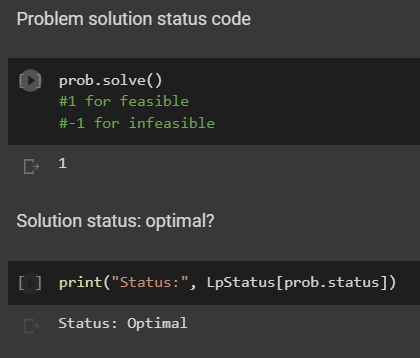 Problem solution status code
[ ] prob.solve()
#1 for feasible
#-1 for infeasible
1
Solution status: optimal?
[ ] print("Status:", LpStatus[prob.status])
Status: Optimal